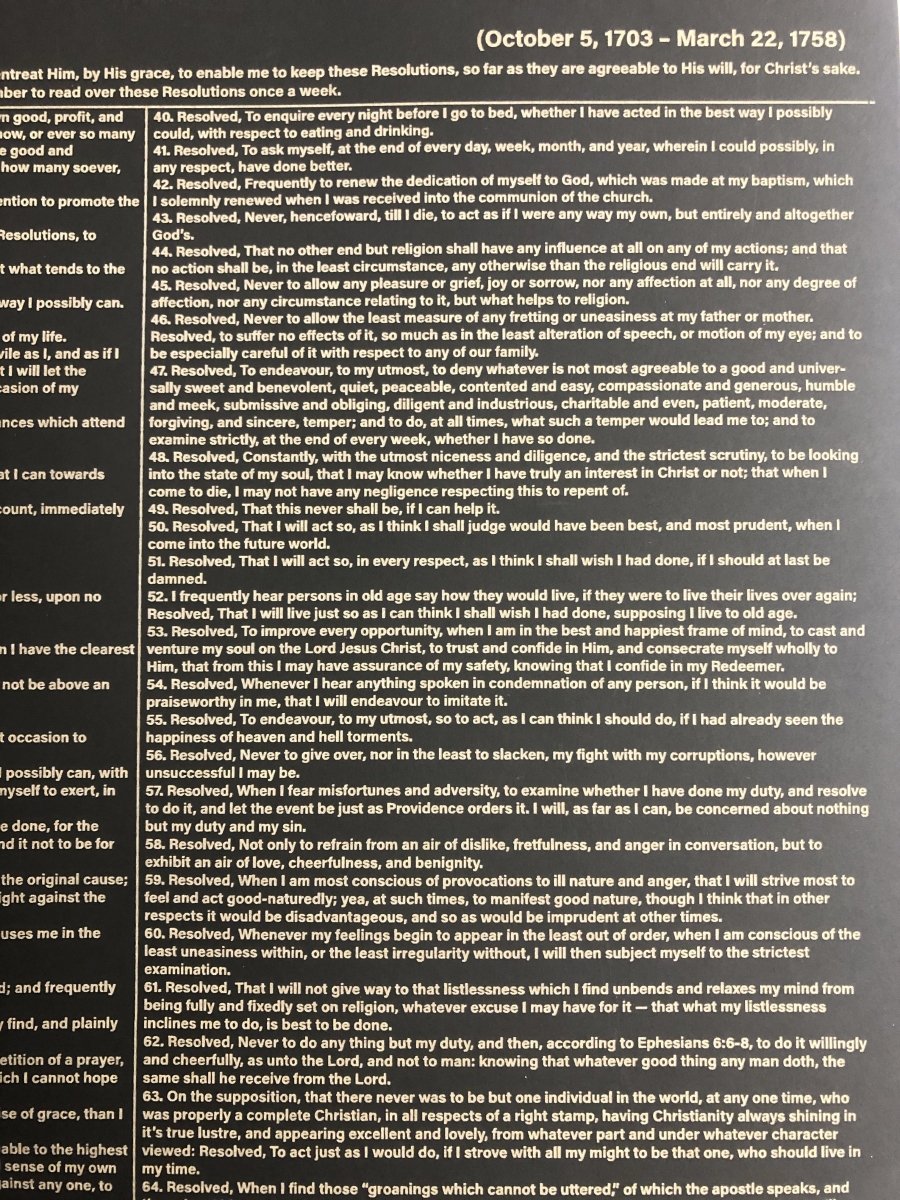 (October 5, 1703 – March 22, 1758)
entreat Him, by His grace, to enable me to keep these Resolutions, so far as they are agreeable to His will, for Christ's sake.
to read over these Resolutions once a week.
good, profit, and
or ever so many
good and
how many soever,
to promote the
Resolutions, to
what tends to the
way I possibly can.
of my life.
as I, and as if I
I will let the
of my
which attend
I can towards
immediately
or less, upon no
I have the clearest
not be above an
occasion to
possibly can, with
myself to exert, in
done, for the
it not to be for
the original cause;
against the
uses me in the
and frequently
find, and plainly
of a prayer,
I cannot hope
of grace, than I
to the highest
sense of my own
any one, to
40. Resolved, To enquire every night before I go to bed, whether I have acted in the best way I possibly
could, with respect to eating and drinking.
41. Resolved, To ask myself, at the end of every day, week, month, and year, wherein I could possibly, in
any respect, have done better.
42. Resolved, Frequently to renew the dedication of myself to God, which was made at my baptism, which
I solemnly renewed when I was received into the communion of the church.
43. Resolved, Never, hencefoward, till I die, to act as if I were any way my own, but entirely and altogether
God's.
44. Resolved, That no other end but religion shall have any influence at all on any of my actions; and that
no action shall be, in the least circumstance, any otherwise than the religious end will carry it.
45. Resolved, Never to allow any pleasure or grief, joy or sorrow, nor any affection at all, nor any degree of
affection, nor any circumstance relating to it, but what helps to religion.
46. Resolved, Never to allow the least measure of any fretting or uneasiness at my father or mother.
Resolved, to suffer no effects of it, so much as in the least alteration of speech, or motion of my eye; and to
be especially careful of it with respect to any of our family.
47. Resolved, To endeavour, to my utmost, to deny whatever is not most agreeable to a good and univer-
sally sweet and benevolent, quiet, peaceable, contented and easy, compassionate and generous, humble
and meek, submissive and obliging, diligent and industrious, charitable and even, patient, moderate,
forgiving, and sincere, temper; and to do, at all times, what such a temper would lead me to; and to
examine strictly, at the end of every week, whether I have so done.
48. Resolved, Constantly, with the utmost niceness and diligence, and the strictest scrutiny, to be looking
into the state of my soul, that I may know whether I have truly an interest in Christ or not; that when I
come to die, I may not have any negligence respecting this to repent of.
49. Resolved, That this never shall be, if I can help it.
50. Resolved, That I will act so, as I think I shall judge would have been best, and most prudent, when I
come into the future world.
51. Resolved, That I will act so, in every respect, as I think I shall wish I had done, if I should at last be
damned.
52. I frequently hear persons in old age say how they would live, if they were to live their lives over again;
Resolved, That I will live just so as I can think I shall wish I had done, supposing I live to old age.
53. Resolved, To improve every opportunity, when I am in the best and happiest frame of mind, to cast and
venture my soul on the Lord Jesus Christ, to trust and confide in Him, and consecrate myself wholly to
Him, that from this I may have assurance of my safety, knowing that I confide in my Redeemer.
54. Resolved, Whenever I hear anything spoken in condemnation of any person, if I think it would be
praiseworthy in me, that I will endeavour to imitate it.
55. Resolved, To endeavour, to my utmost, so to act, as I can think I should do, if I had already seen the
happiness of heaven and hell torments.
56. Resolved, Never to give over, nor in the least to slacken, my fight with my corruptions, however
unsuccessful I may be.
57. Resolved, When I fear misfortunes and adversity, to examine whether I have done my duty, and resolve
to do it, and let the event be just as Providence orders it. I will, as far as I can, be concerned about nothing
but my duty and my sin.
58. Resolved, Not only to refrain from an air of dislike, fretfulness, and anger in conversation, but to
exhibit an air of love, cheerfulness, and benignity.
59. Resolved, When I am most conscious of provocations to ill nature and anger, that I will strive most to
feel and act good-naturedly; yea, at such times, to manifest good nature, though I think that in other
respects it would be disadvantageous, and so as would be imprudent at other times.
60. Resolved, Whenever my feelings begin to appear in the least out of order, when I am conscious of the
least uneasiness within, or the least irregularity without, I will then subject myself to the strictest
examination.
61. Resolved, That I will not give way to that listlessness which I find unbends and relaxes my mind from
being fully and fixedly set on religion, whatever excuse I may have for it — that what my listlessness
inclines me to do, is best to be done.
62. Resolved, Never to do any thing but my duty, and then, according to Ephesians 6:6-8, to do it willingly
and cheerfully, as unto the Lord, and not to man: knowing that whatever good thing any man doth, the
same shall he receive from the Lord.
63. On the supposition, that there never was to be but one individual in the world, at any one time, who
was properly a complete Christian, in all respects of a right stamp, having Christianity always shining in
it's true lustre, and appearing excellent and lovely, from whatever part and under whatever character
viewed: Resolved, To act just as I would do, if I strove with all my might to be that one, who should live in
my time.
64. Resolved, When I find those "groanings which cannot be uttered," of which the apostle speaks, and